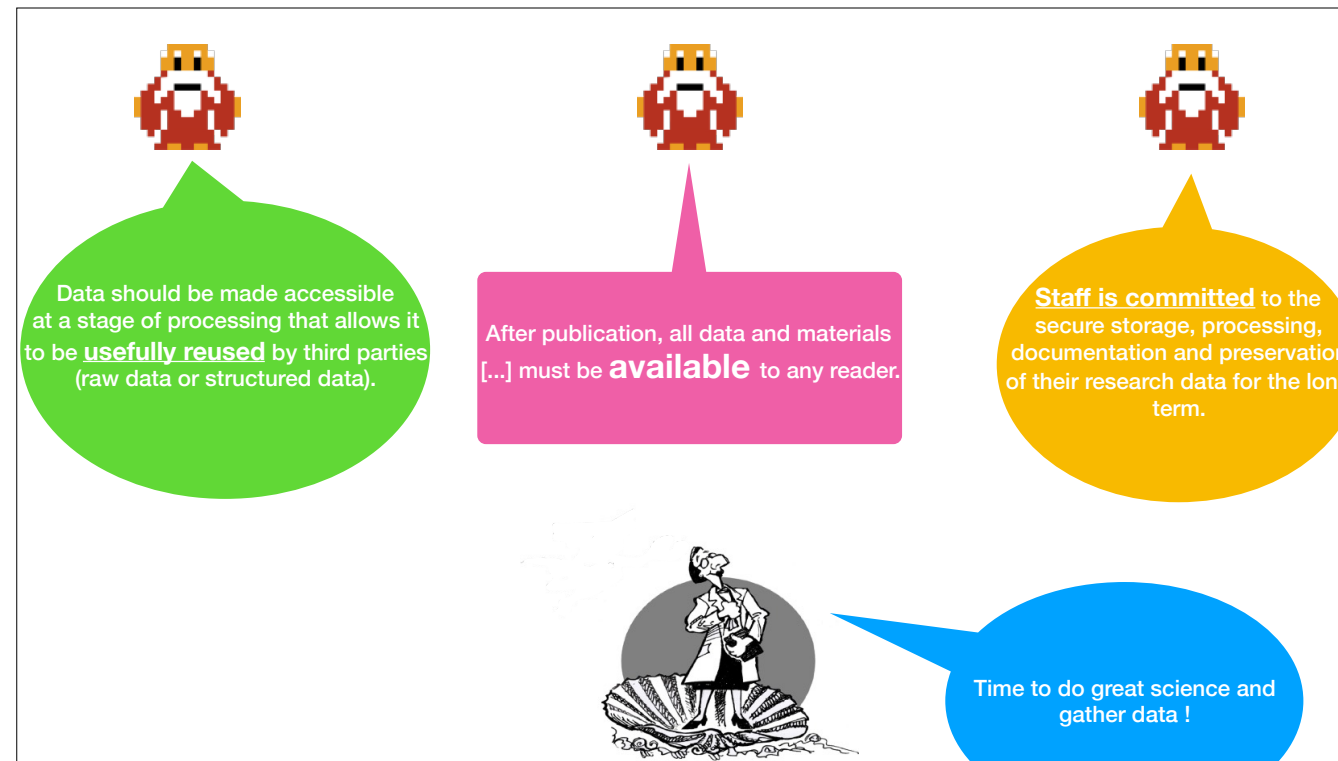 Data should be made accessible
at a stage of processing that allows it
to be usefully reused by third parties
(raw data or structured data).
After publication, all data and materials
[...] must be available to any reader.
Staff is committed to the
secure storage, processing,
documentation and preservation
of their research data for the lon
term.
Time to do great science and
gather data !